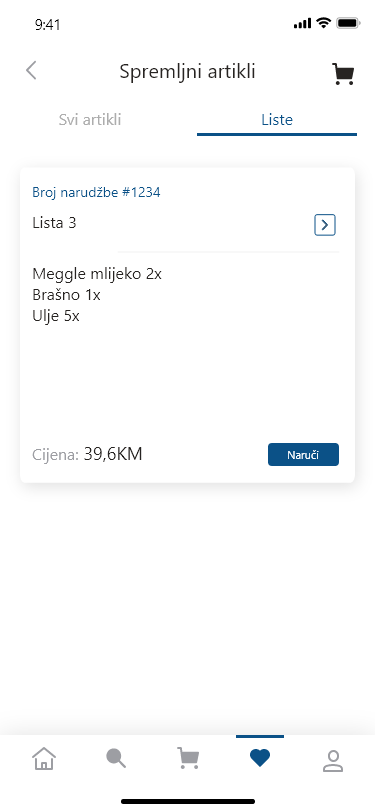 9:41
Spremljni artikli
Svi artikli
Liste
Broj narudžbe #1234
Lista 3
Meggle mlijeko 2x
Brašno 1x
Ulje 5x
Cijena: 39,6KM
Naruči